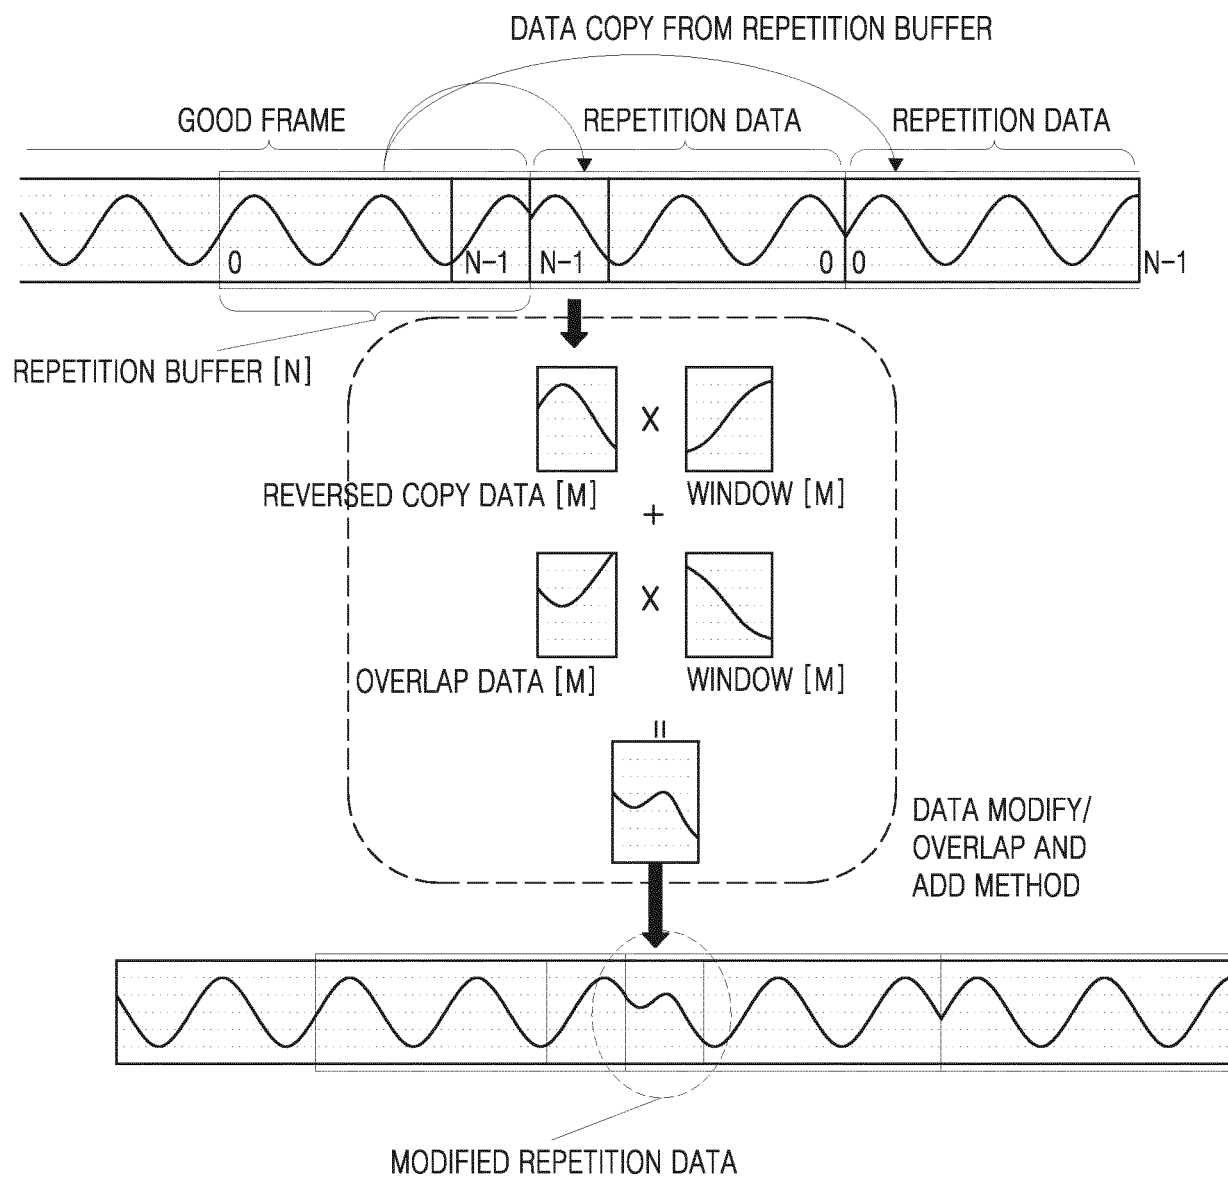 DATA COPY FROM REPETITION BUFFER
GOOD FRAME
REPETITION DATA
REPETITION DATA
0
N-1
N-1
0
0
N-1
REPETITION BUFFER [N]
X
REVERSED COPY DATA [M]
WINDOW [M]
+
X
OVERLAP DATA [M]
WINDOW [M]
=
DATA MODIFY/
OVERLAP AND
ADD METHOD
MODIFIED REPETITION DATA